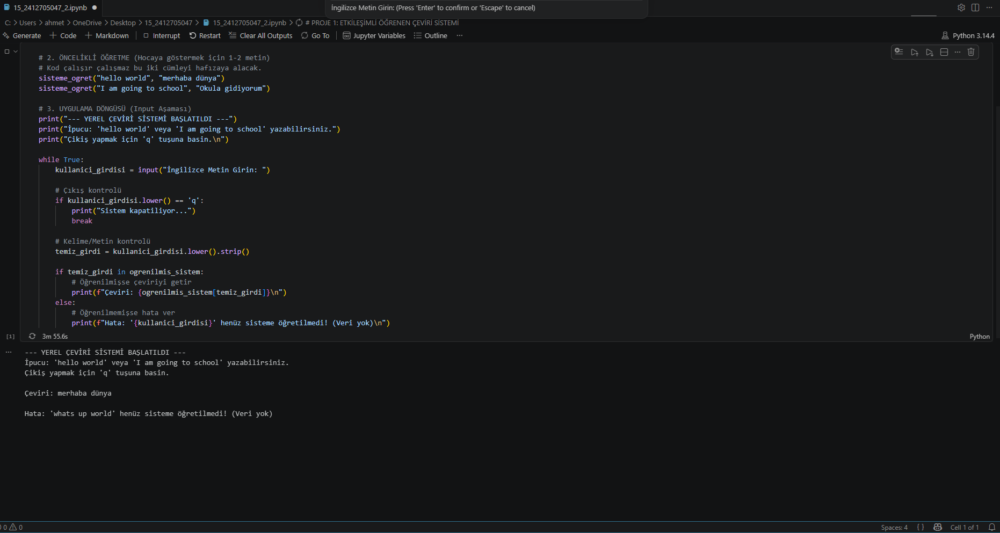 15_2412705047_2.ipynb
İngilizce Metin Girin: (Press 'Enter' to confirm or 'Escape' to cancel)
C: > Users > ahmet > OneDrive > Desktop > 15_2412705047 > 15_2412705047_2.ipynb > # PROJE 1: ETKİLEŞİMLİ ÖĞRENEN ÇEVİRİ SİSTEMİ
Generate + Code + Markdown Interrupt Restart Clear All Outputs Go To Jupyter Variables Outline ... Python 3.14.4
# 2. ÖNCELİKLİ ÖĞRETME (Hocaya göstermek için 1-2 metin)
# Kod çalışır çalışmaz bu iki cümleyi hafızaya alacak.
sisteme_ogret("hello world", "merhaba dünya")
sisteme_ogret("I am going to school", "Okula gidiyorum")
# 3. UYGULAMA DÖNGÜSÜ (Input Aşaması)
print("--- YEREL ÇEVİRİ SİSTEMİ BAŞLATILDI ---")
print("İpucu: 'hello world' veya 'I am going to school' yazabilirsiniz.")
print("Çikiş yapmak için 'q' tuşuna basin.\n")
while True:
kullanici_girdisi = input("İngilizce Metin Girin: ")
# Çıkış kontrolü
if kullanici_girdisi.lower() == 'q':
print("Sistem kapatiliyor...")
break
# Kelime/Metin kontrolü
temiz_girdi = kullanici_girdisi.lower().strip()
if temiz_girdi in ogrenilmis_sistem:
# Öğrenilmişse çeviriyi getir
print(f"Çeviri: {ogrenilmis_sistem[temiz_girdi]}\n")
else:
# Öğrenilmemişse hata ver
print(f"Hata: '{kullanici_girdisi}' henüz sisteme öğretilmedi! (Veri yok)\n")
[1] 3m 55.6s Python
--- YEREL ÇEVİRİ SİSTEMİ BAŞLATILDI ---
İpucu: 'hello world' veya 'I am going to school' yazabilirsiniz.
Çikiş yapmak için 'q' tuşuna basin.
Çeviri: merhaba dünya
Hata: 'whats up world' henüz sisteme öğretilmedi! (Veri yok)
0 0 Spaces: 4 { } Cell 1 of 1